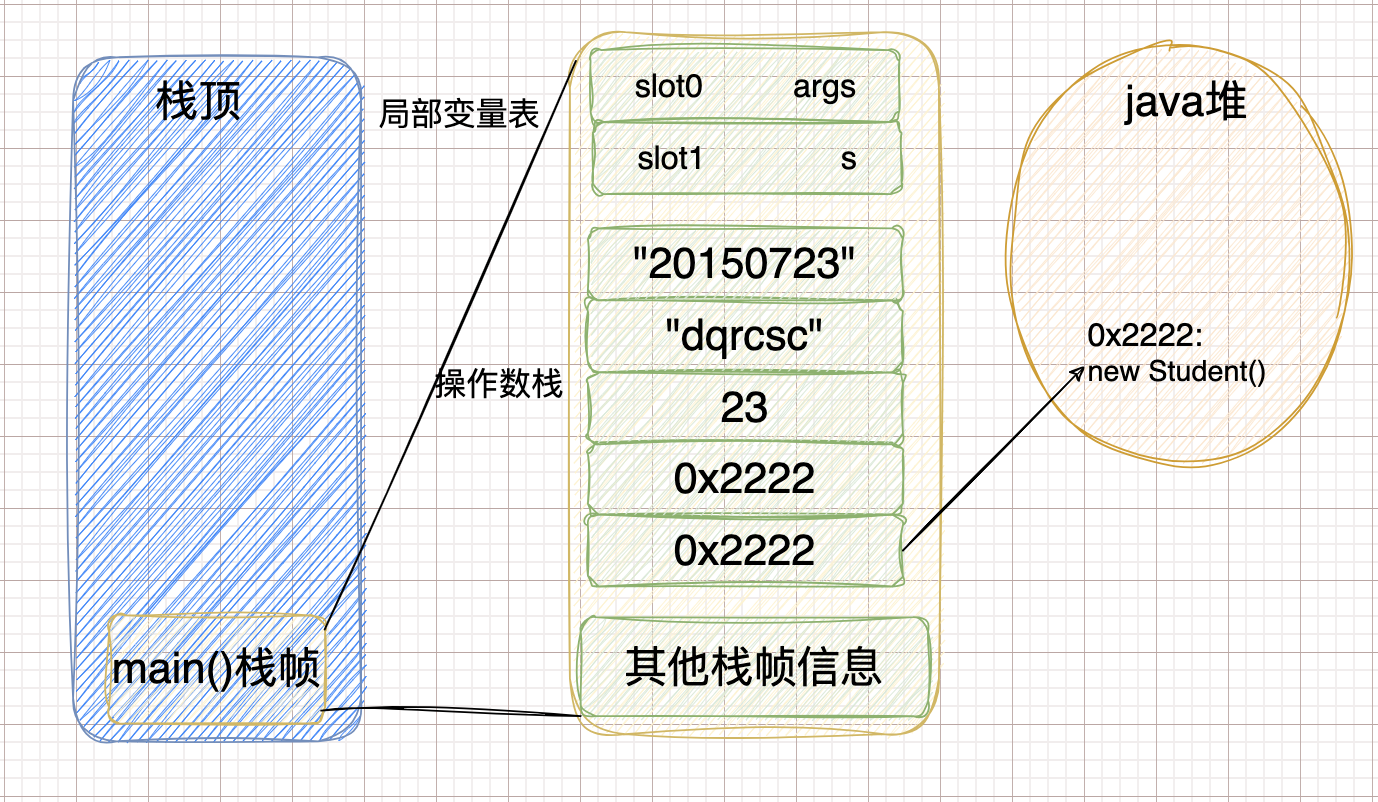 栈顶
main()栈帧
局部变量表
操作数栈
slot0 args
slot1 s
"20150723"
"dqrcsc"
23
0x2222
0x2222
其他栈帧信息
java堆
0x2222:
new Student()